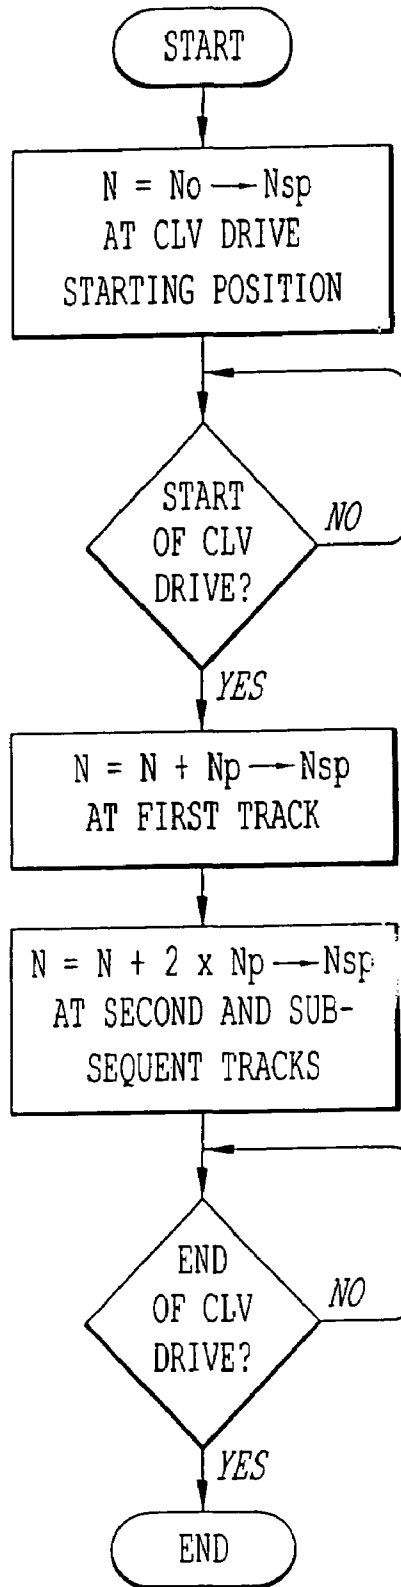 START
N = No → Nsp
AT CLV DRIVE
STARTING POSITION
START
OF CLV
DRIVE?
NO
YES
N = N + Np → Nsp
AT FIRST TRACK
N = N + 2 x Np → Nsp
AT SECOND AND SUB-
SEQUENT TRACKS
END
OF CLV
DRIVE?
NO
YES
END